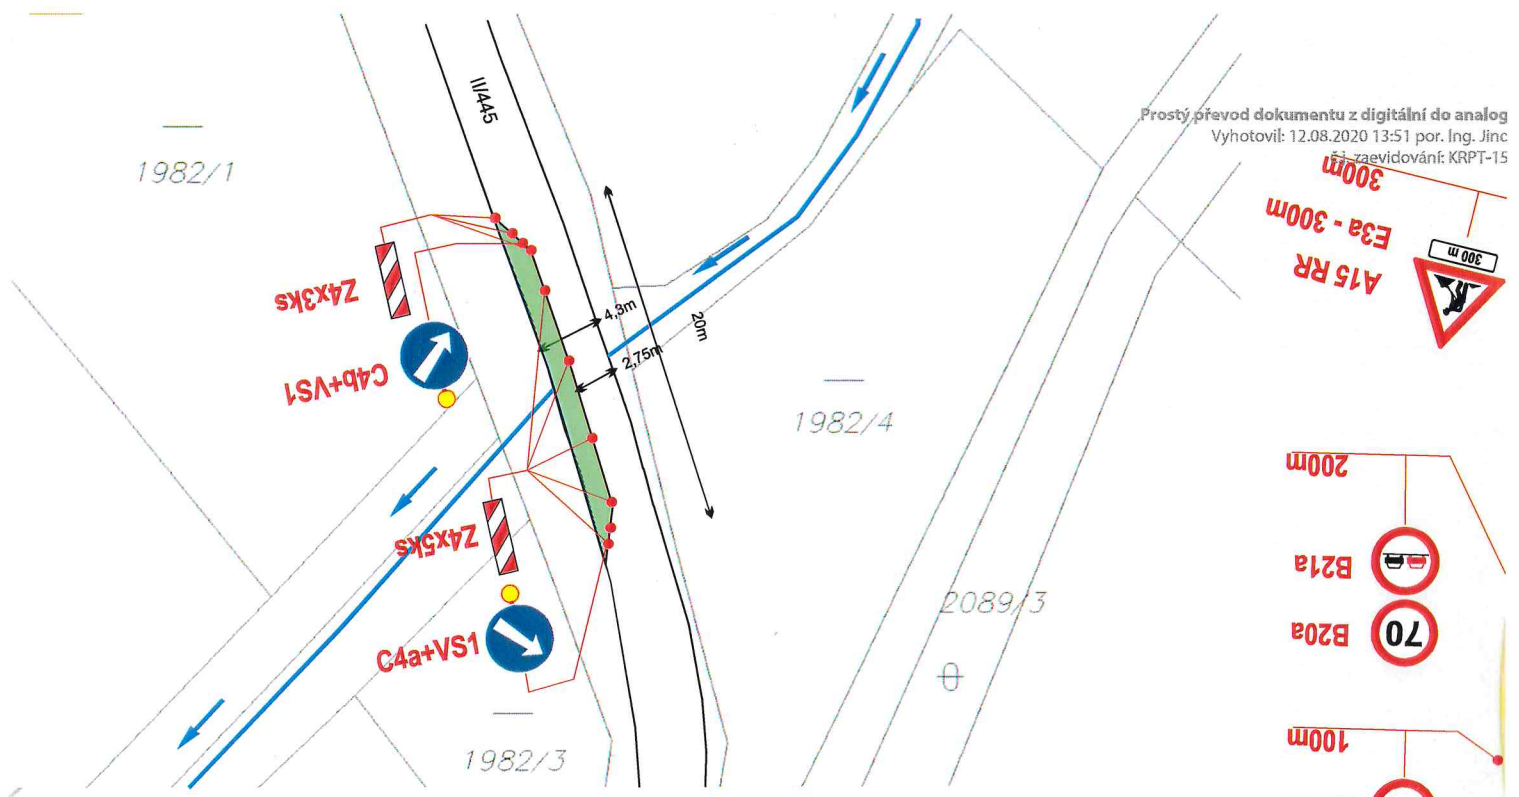 II/445
Prostý převod dokumentu z digitální do analog
Vyhotovil: 12.08.2020 13:51 por. Ing. Jinc
čj. zaevidování: KRPT-15
1982/1
300m
E3a - 300m
A15 RR
300 m
Z4x3ks
C4b+VS1
4,3m
2,75m
20m
1982/4
200m
B21a
B20a
70
Z4x5ks
C4a+VS1
2089/3
1982/3
100m